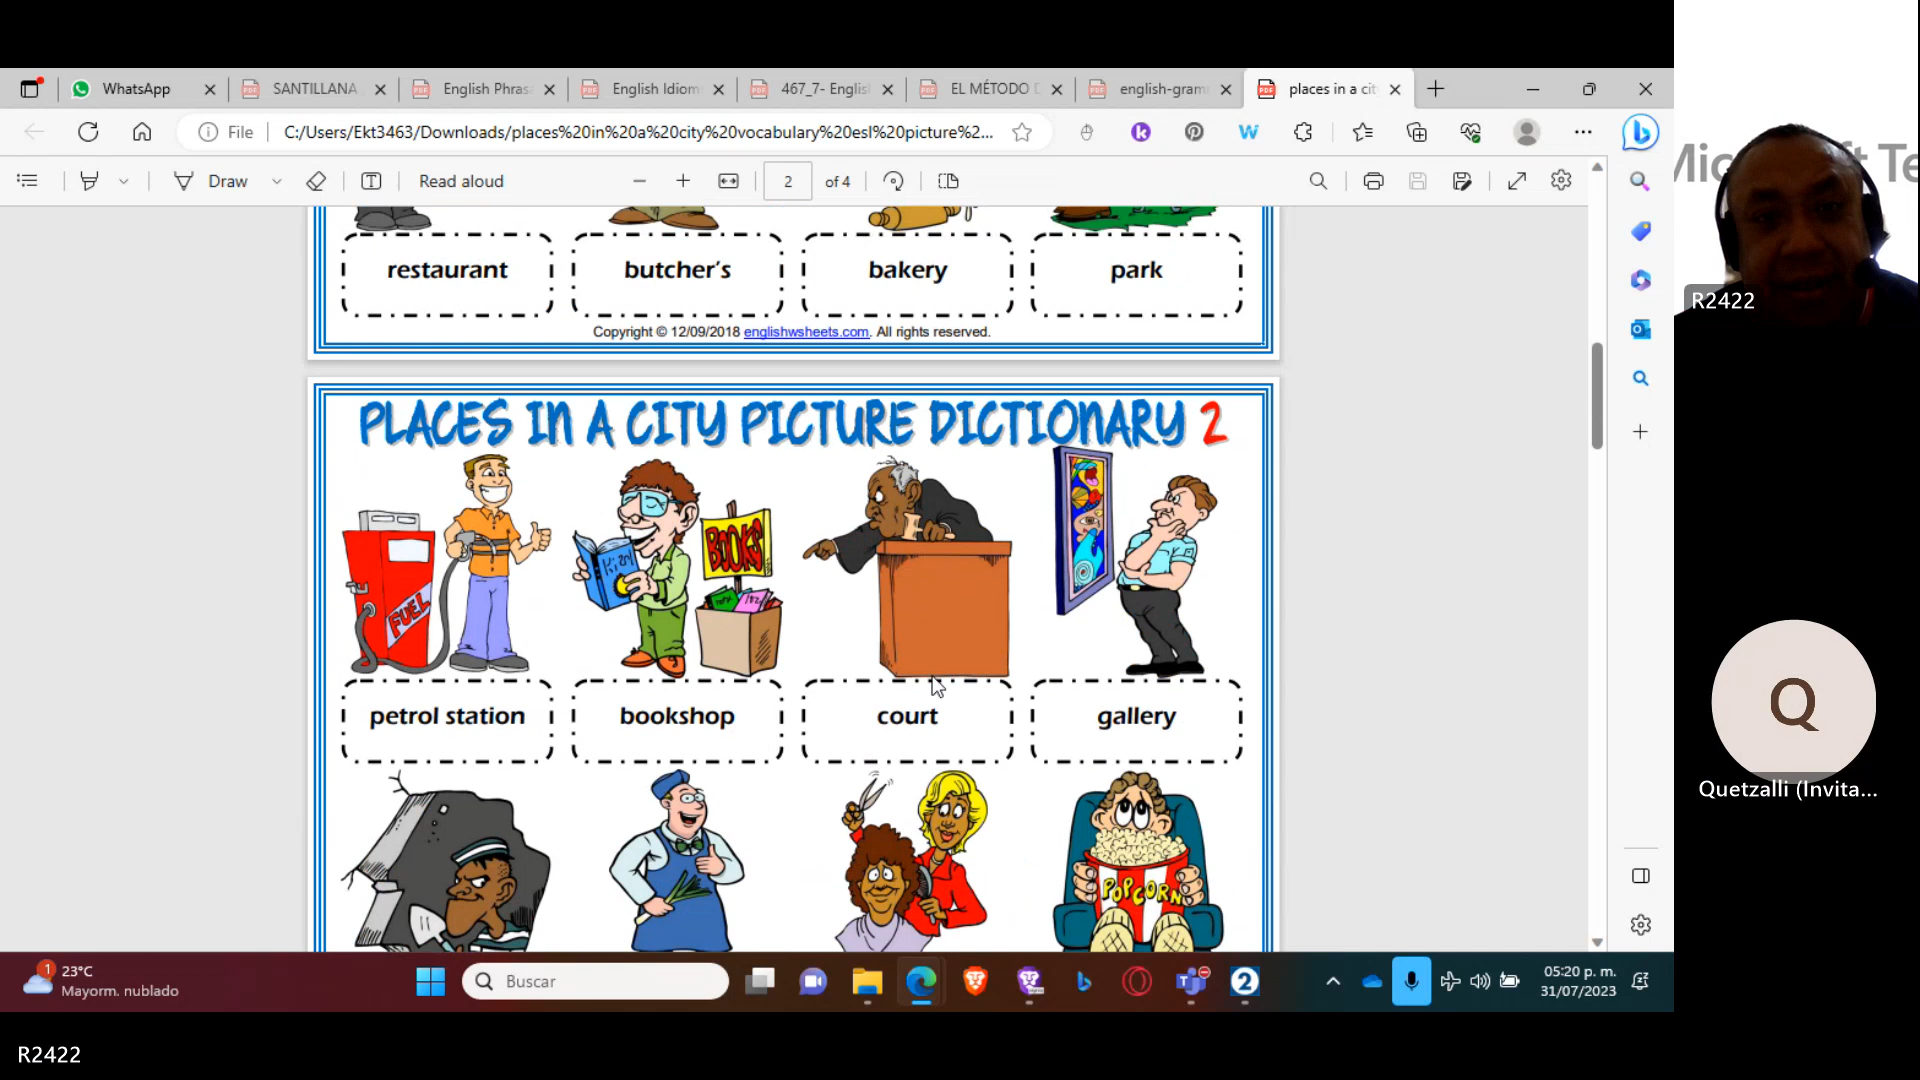 WhatsApp
SANTILLANA
English Phras
English Idiom
467_7- Englis
EL MÉTODO D
english-gram
places in a cit
File
C:/Users/Ekt3463/Downloads/places%20in%20a%20city%20vocabulary%20esl%20picture%2...
Draw
Read aloud
2
of 4
restaurant
butcher's
bakery
park
Copyright © 12/09/2018 englishwsheets.com. All rights reserved.
PLACES IN A CITY PICTURE DICTIONARY 2
FUEL
BOOKS
petrol station
bookshop
court
gallery
POPCORN
1
23°C
Mayorm. nublado
Buscar
2
05:20 p. m.
31/07/2023
R2422
Q
Quetzalli (Invita...
R2422